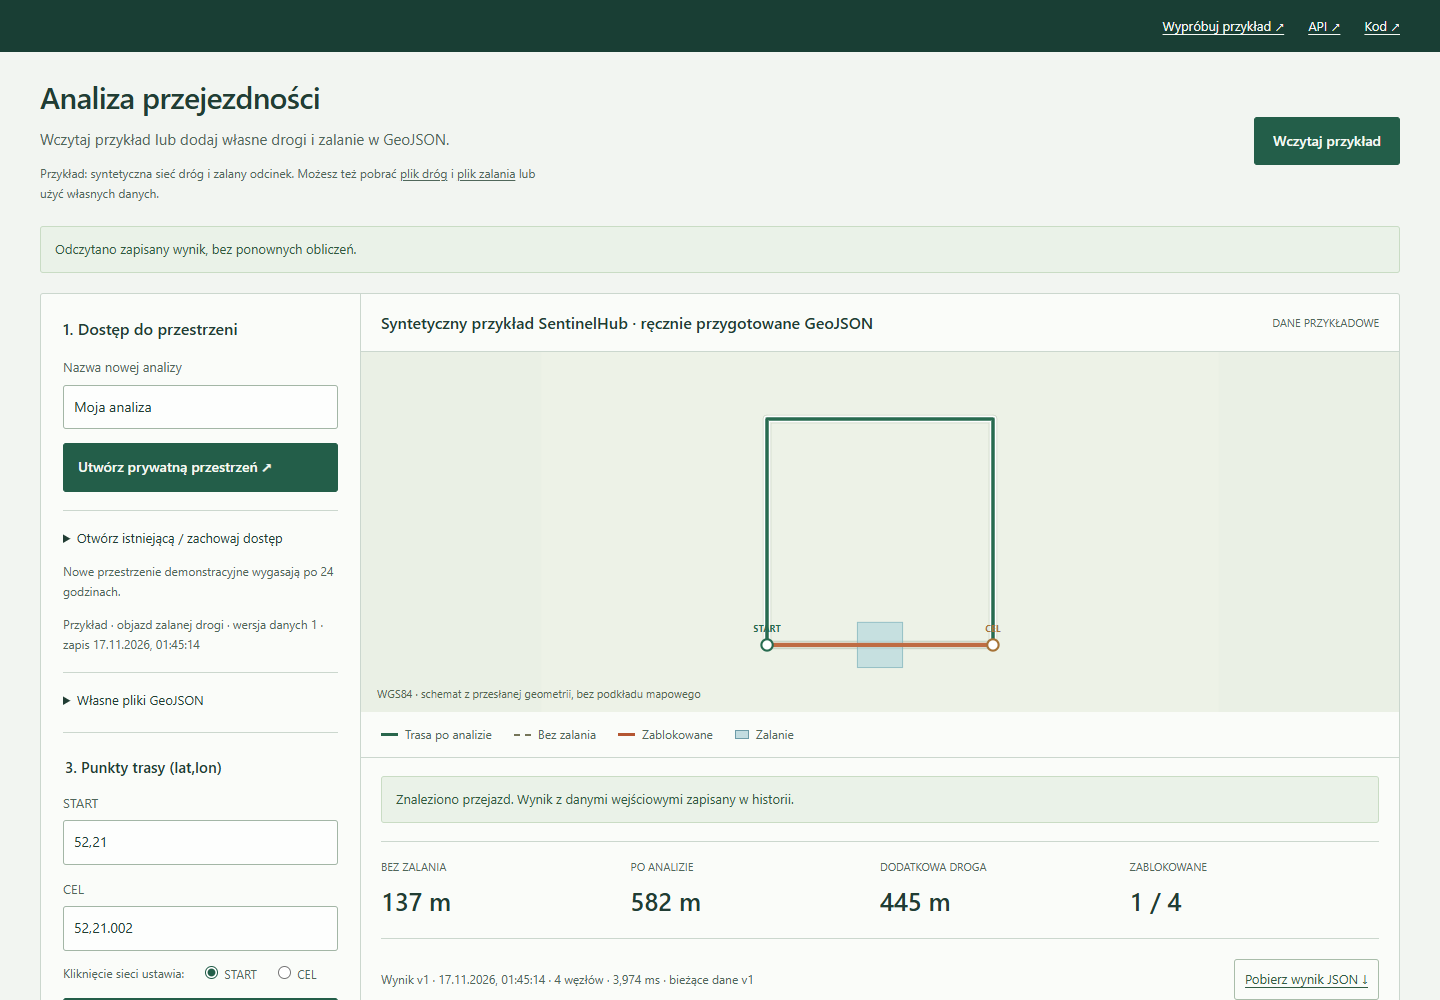 Wypróbuj przykład ↗ API ↗ Kod ↗
Analiza przejezdności
Wczytaj przykład lub dodaj własne drogi i zalanie w GeoJSON.
Przykład: syntetyczna sieć dróg i zalany odcinek. Możesz też pobrać plik dróg i plik zalania lub
użyć własnych danych.
Wczytaj przykład
Odczytano zapisany wynik, bez ponownych obliczeń.
1. Dostęp do przestrzeni
Nazwa nowej analizy
Moja analiza
Utwórz prywatną przestrzeń ↗
Otwórz istniejącą / zachowaj dostęp
Nowe przestrzenie demonstracyjne wygasają po 24
godzinach.
Przykład · objazd zalanej drogi · wersja danych 1 ·
zapis 17.11.2026, 01:45:14
Własne pliki GeoJSON
3. Punkty trasy (lat,lon)
START
52,21
CEL
52,21.002
Kliknięcie sieci ustawia: START CEL
Syntetyczny przykład SentinelHub · ręcznie przygotowane GeoJSON
DANE PRZYKŁADOWE
START
CEL
WGS84 · schemat z przesłanej geometrii, bez podkładu mapowego
Trasa po analizie Bez zalania Zablokowane Zalanie
Znaleziono przejazd. Wynik z danymi wejściowymi zapisany w historii.
BEZ ZALANIA PO ANALIZIE DODATKOWA DROGA ZABLOKOWANE
137 m 582 m 445 m 1 / 4
Wynik v1 · 17.11.2026, 01:45:14 · 4 węzłów · 3,974 ms · bieżące dane v1
Pobierz wynik JSON ↓